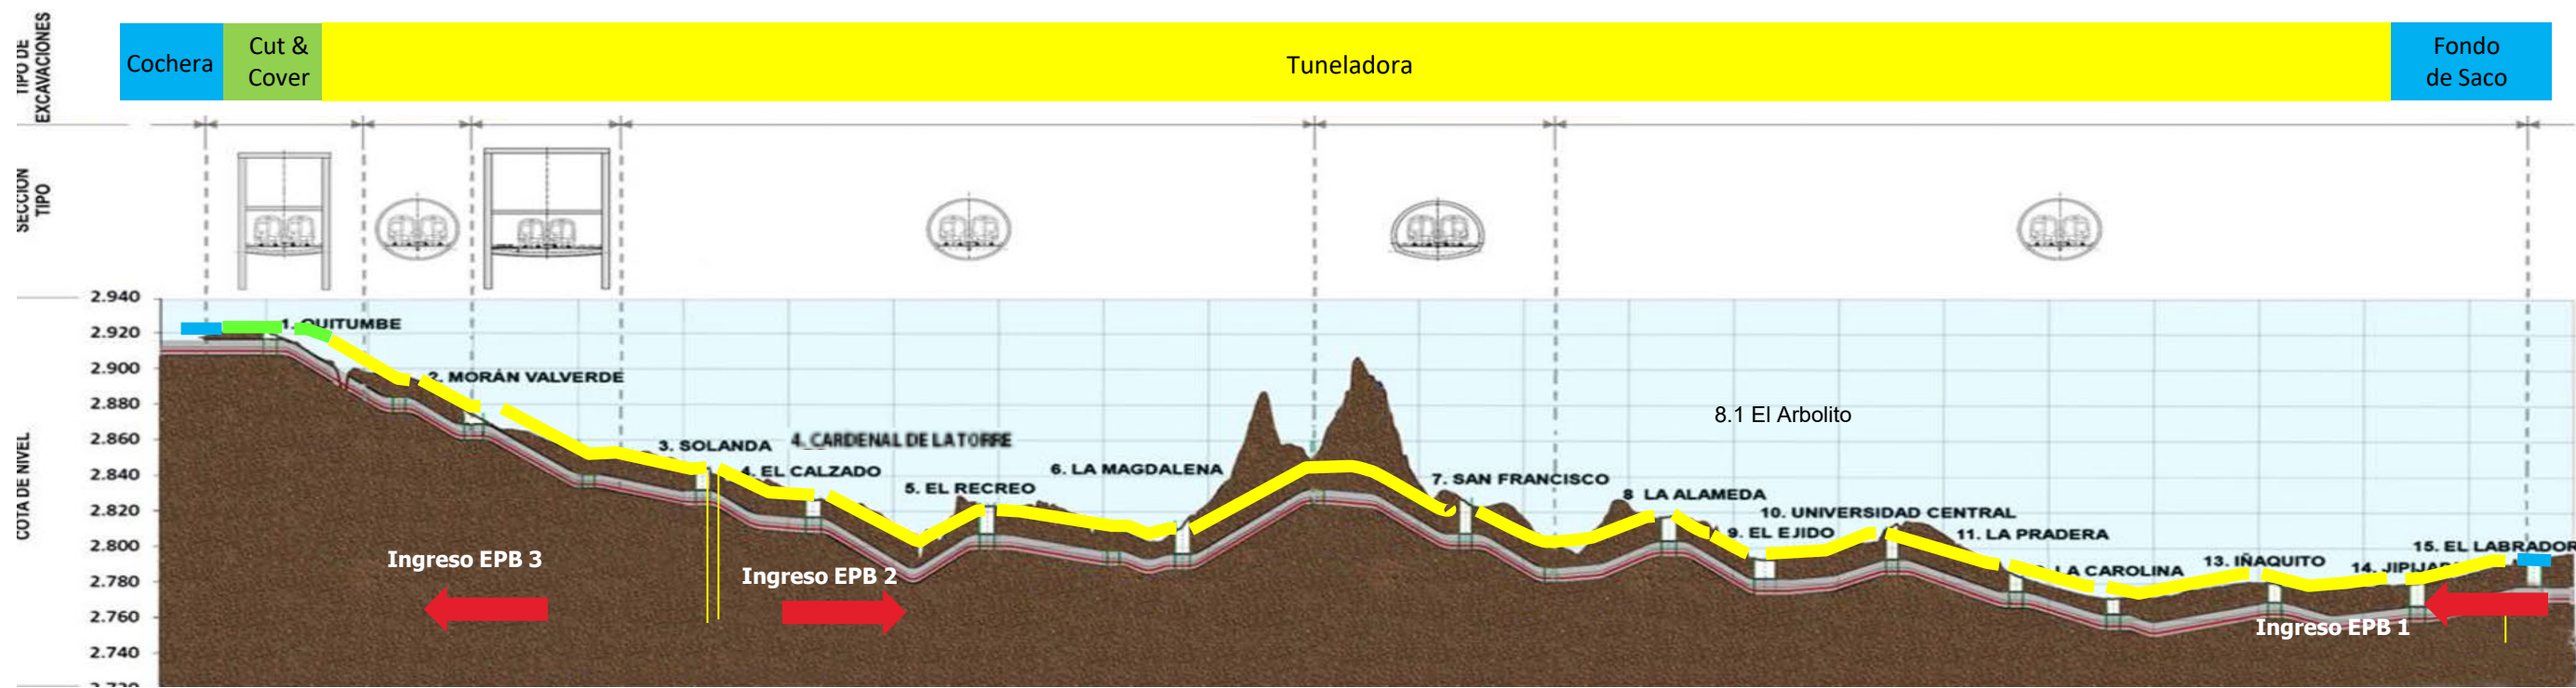 TIPO DE
EXCAVACIONES
Cochera
Cut &
Cover
Tuneladora
Fondo
de Saco
SECCION
TIPO
COTA DE NIVEL
2.940
2.920
2.900
2.880
2.860
2.840
2.820
2.800
2.780
2.760
2.740
1. QUITUMBE
2. MORÁN VALVERDE
3. SOLANDA
4. CARDENAL DE LA TORRE
4. EL CALZADO
5. EL RECREO
6. LA MAGDALENA
7. SAN FRANCISCO
8 LA ALAMEDA
8.1 El Arbolito
9. EL EJIDO
10. UNIVERSIDAD CENTRAL
11. LA PRADERA
LA CAROLINA
13. IÑAQUITO
14.
15. EL LABRADOR
Ingreso EPB 3
Ingreso EPB 2
Ingreso EPB 1